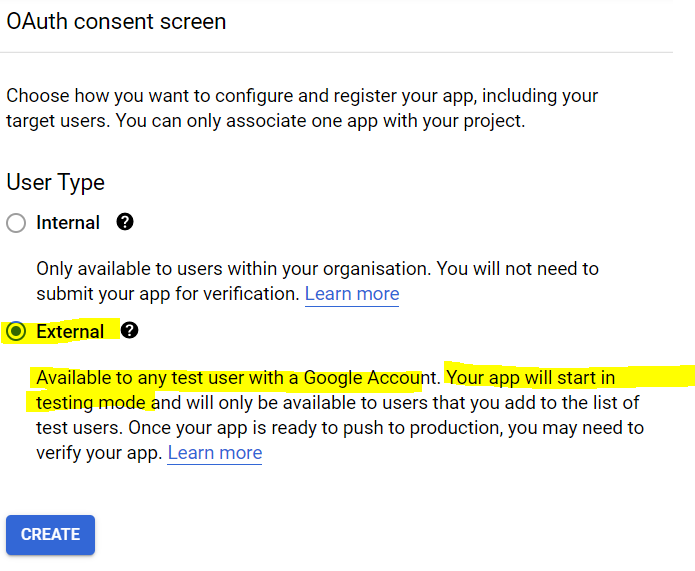 OAuth consent screen
Choose how you want to configure and register your app, including your
target users. You can only associate one app with your project.
User Type
Internal ?
Only available to users within your organisation. You will not need to
submit your app for verification. Learn more
External ?
Available to any test user with a Google Account. Your app will start in
testing mode and will only be available to users that you add to the list of
test users. Once your app is ready to push to production, you may need to
verify your app. Learn more
CREATE